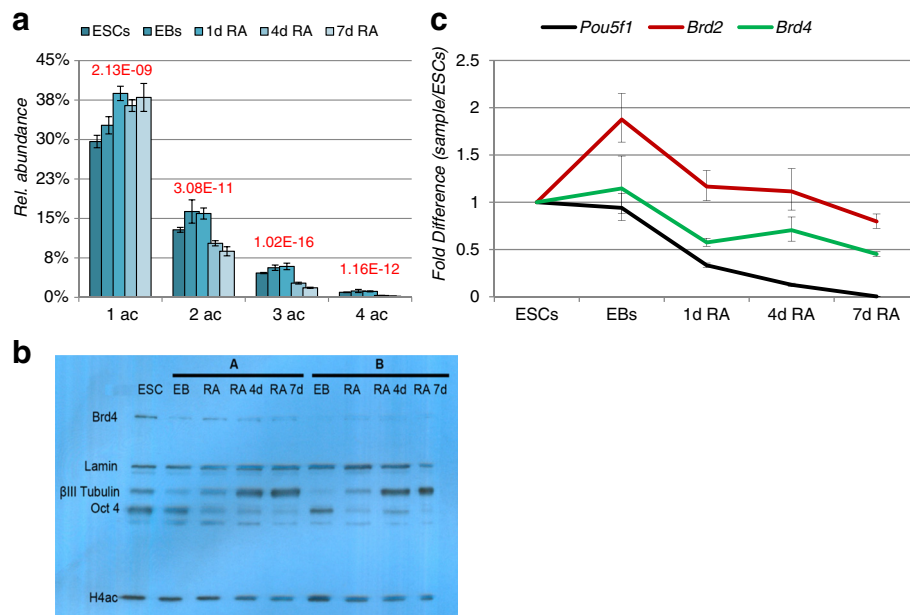 a
ESCs EBs 1d RA 4d RA 7d RA
45%
38%
30%
23%
15%
8%
0%
Rel. abundance
2.13E-09
3.08E-11
1.02E-16
1.16E-12
1 ac 2 ac 3 ac 4 ac
c
Pou5f1 Brd2 Brd4
2.5
2
1.5
1
0.5
0
Fold Difference (sample/ESCs)
ESCs EBs 1d RA 4d RA 7d RA
b
A B
ESC EB RA RA 4d RA 7d EB RA RA 4d RA 7d
Brd4
Lamin
βIII Tubulin
Oct 4
H4ac